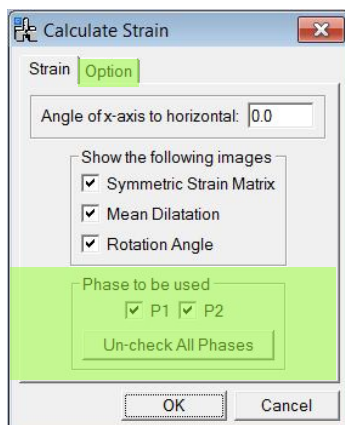 Calculate Strain
Strain Option
Angle of x-axis to horizontal: 0.0
Show the following images
Symmetric Strain Matrix
Mean Dilatation
Rotation Angle
Phase to be used
P1 P2
Un-check All Phases
OK Cancel